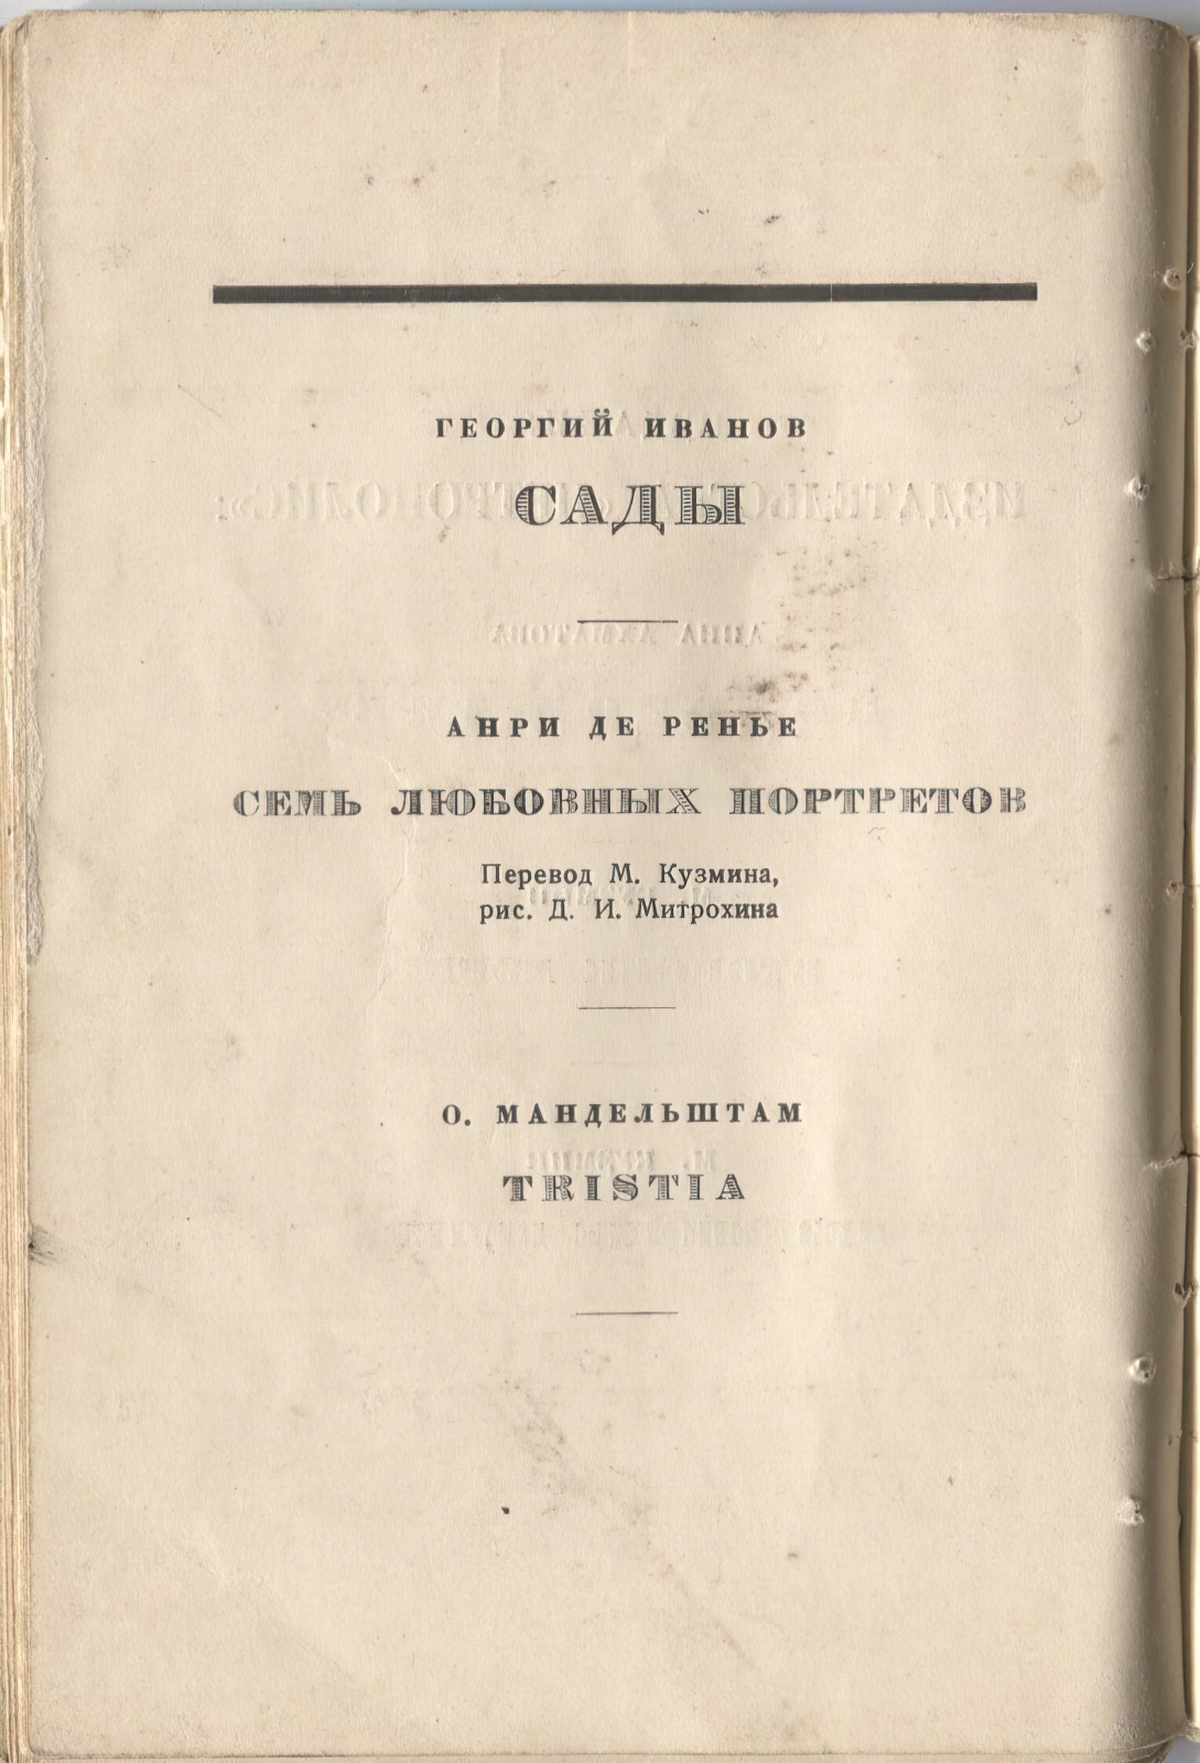 ГЕОРГИЙ ИВАНОВ
САДЫ
АНРИ ДЕ РЕНЬЕ
СЕМЬ ЛЮБОВНЫХ ПОРТРЕТОВ
Перевод М. Кузмина,
рис. Д. И. Митрохина
О. МАНДЕЛЬШТАМ
TRISTIA